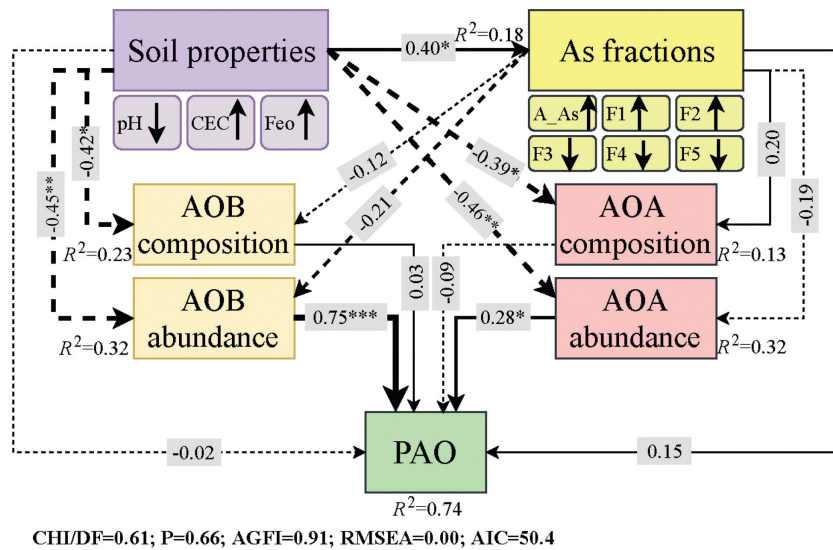 Soil properties
0.40*
R²=0.18
As fractions
pH
CEC
Feo
A_As
F1
F2
F3
F4
F5
-0.42*
-0.45**
-0.12
-0.21
-0.39*
-0.46**
0.20
-0.19
AOB
composition
R²=0.23
AOA
composition
R²=0.13
AOB
abundance
R²=0.32
AOA
abundance
R²=0.32
0.03
-0.09
0.75***
0.28*
-0.02
PAO
0.15
R²=0.74
CHI/DF=0.61; P=0.66; AGFI=0.91; RMSEA=0.00; AIC=50.4